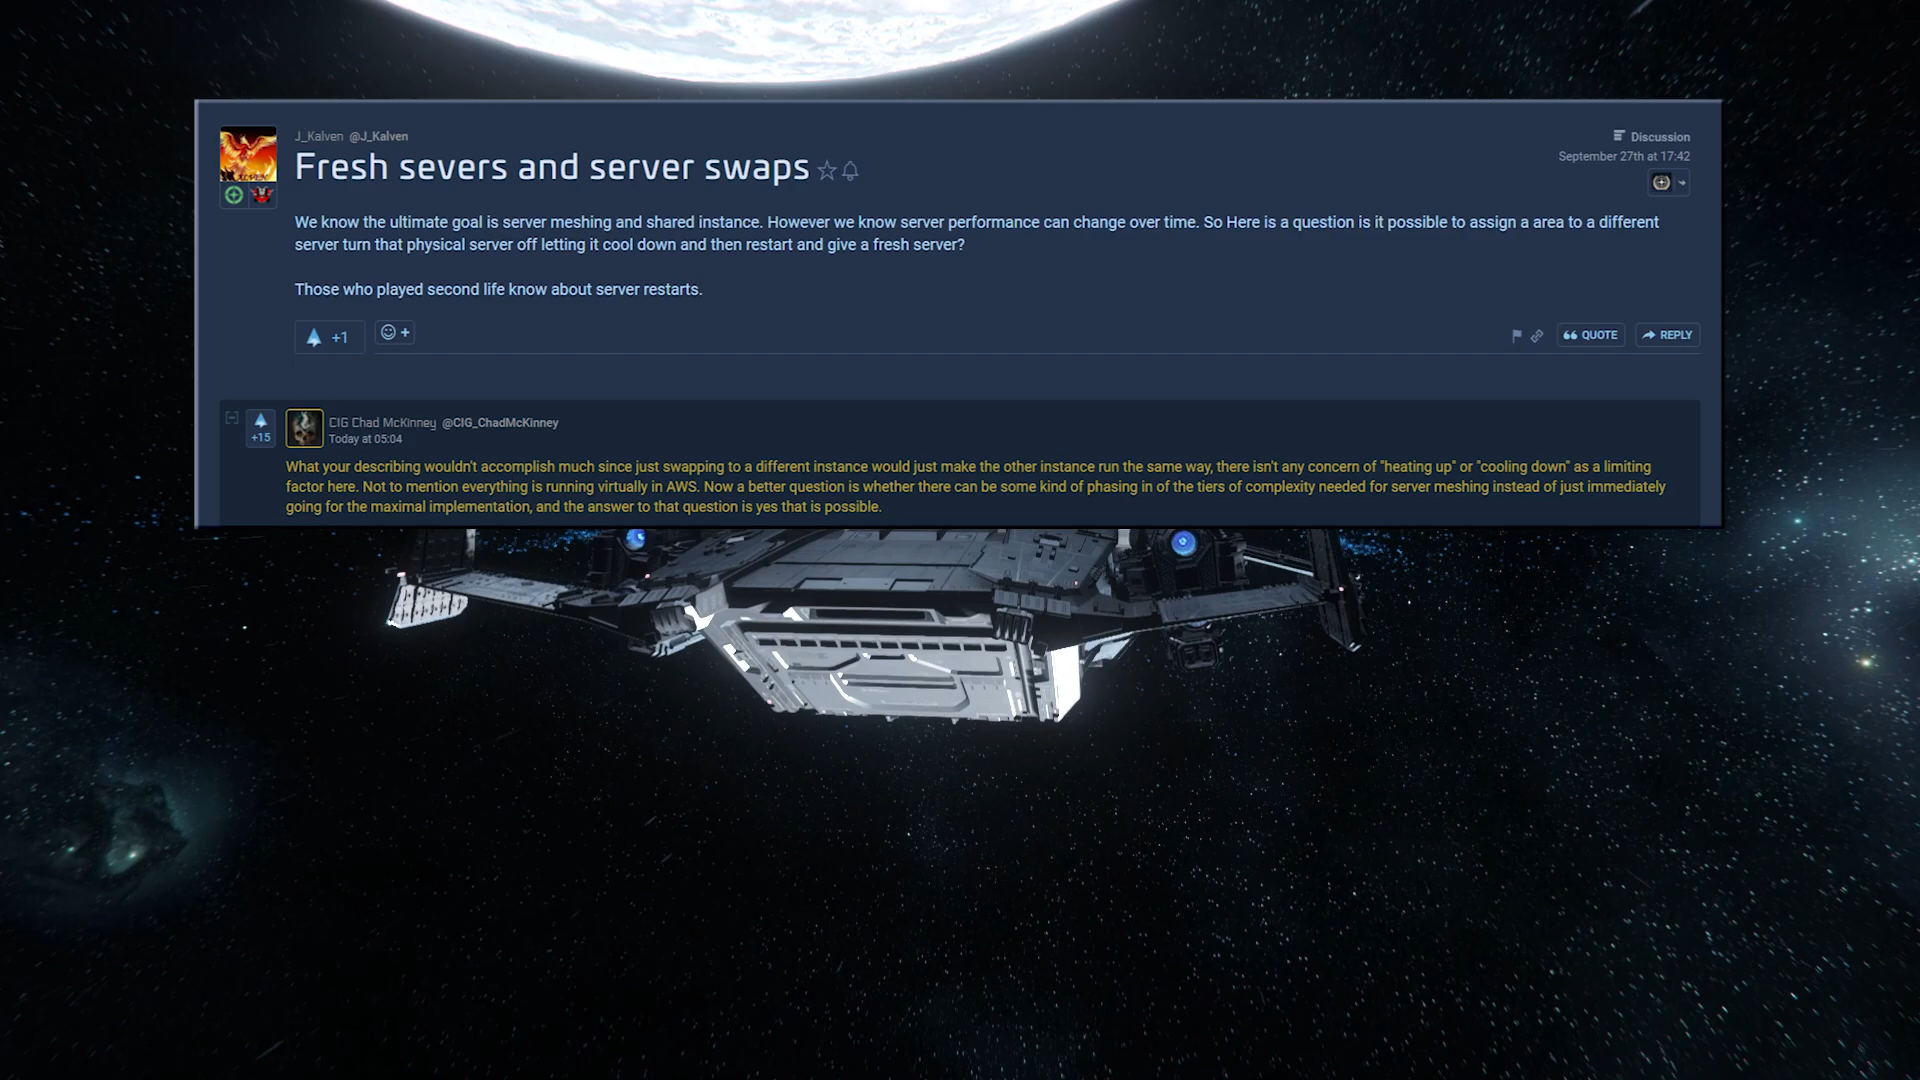 J_Kalven @J_Kalven
Discussion
Fresh severs and server swaps
September 27th at 17:42
We know the ultimate goal is server meshing and shared instance. However we know server performance can change over time. So Here is a question is it possible to assign a area to a different
server turn that physical server off letting it cool down and then restart and give a fresh server?
Those who played second life know about server restarts.
+1
+
QUOTE
REPLY
[-]
+15
CIG Chad McKinney @CIG_ChadMcKinney
Today at 05:04
What your describing wouldn't accomplish much since just swapping to a different instance would just make the other instance run the same way, there isn't any concern of "heating up" or "cooling down" as a limiting
factor here. Not to mention everything is running virtually in AWS. Now a better question is whether there can be some kind of phasing in of the tiers of complexity needed for server meshing instead of just immediately
going for the maximal implementation, and the answer to that question is yes that is possible.